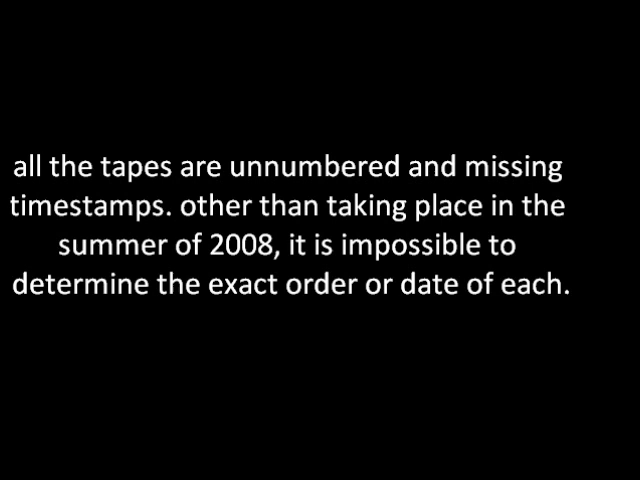 all the tapes are unnumbered and missing
timestamps. other than taking place in the
summer of 2008, it is impossible to
determine the exact order or date of each.